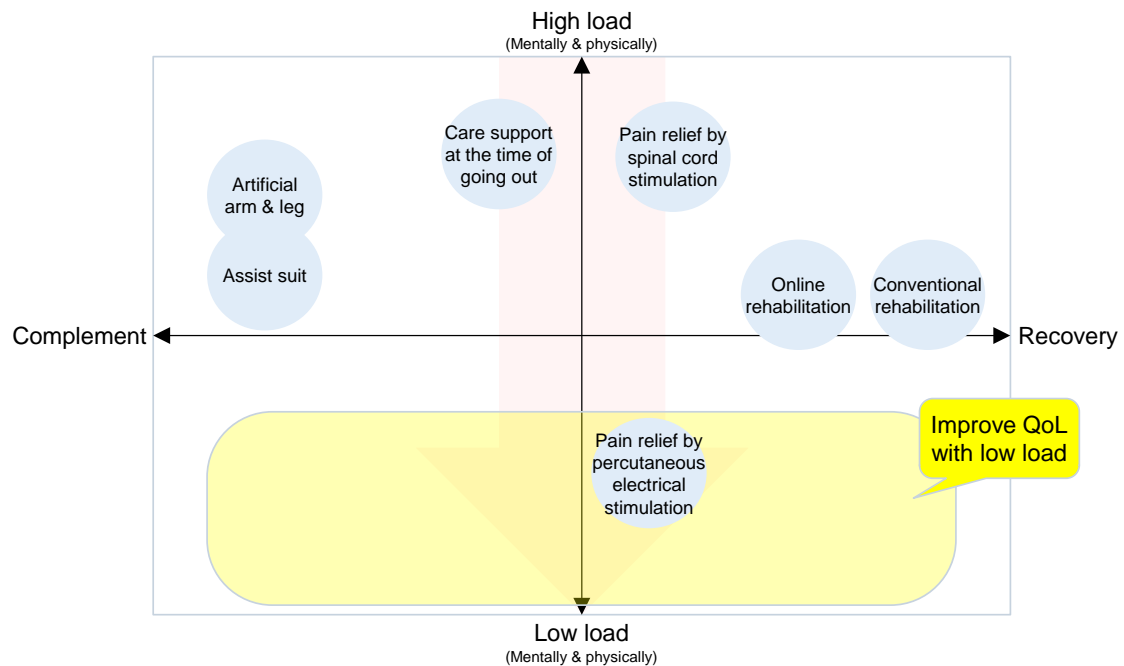 High load
(Mentally & physically)
Care support
at the time of
going out
Pain relief by
spinal cord
stimulation
Artificial
arm & leg
Assist suit
Online
rehabilitation
Conventional
rehabilitation
Complement
Recovery
Improve QoL
with low load
Pain relief by
percutaneous
electrical
stimulation
Low load
(Mentally & physically)